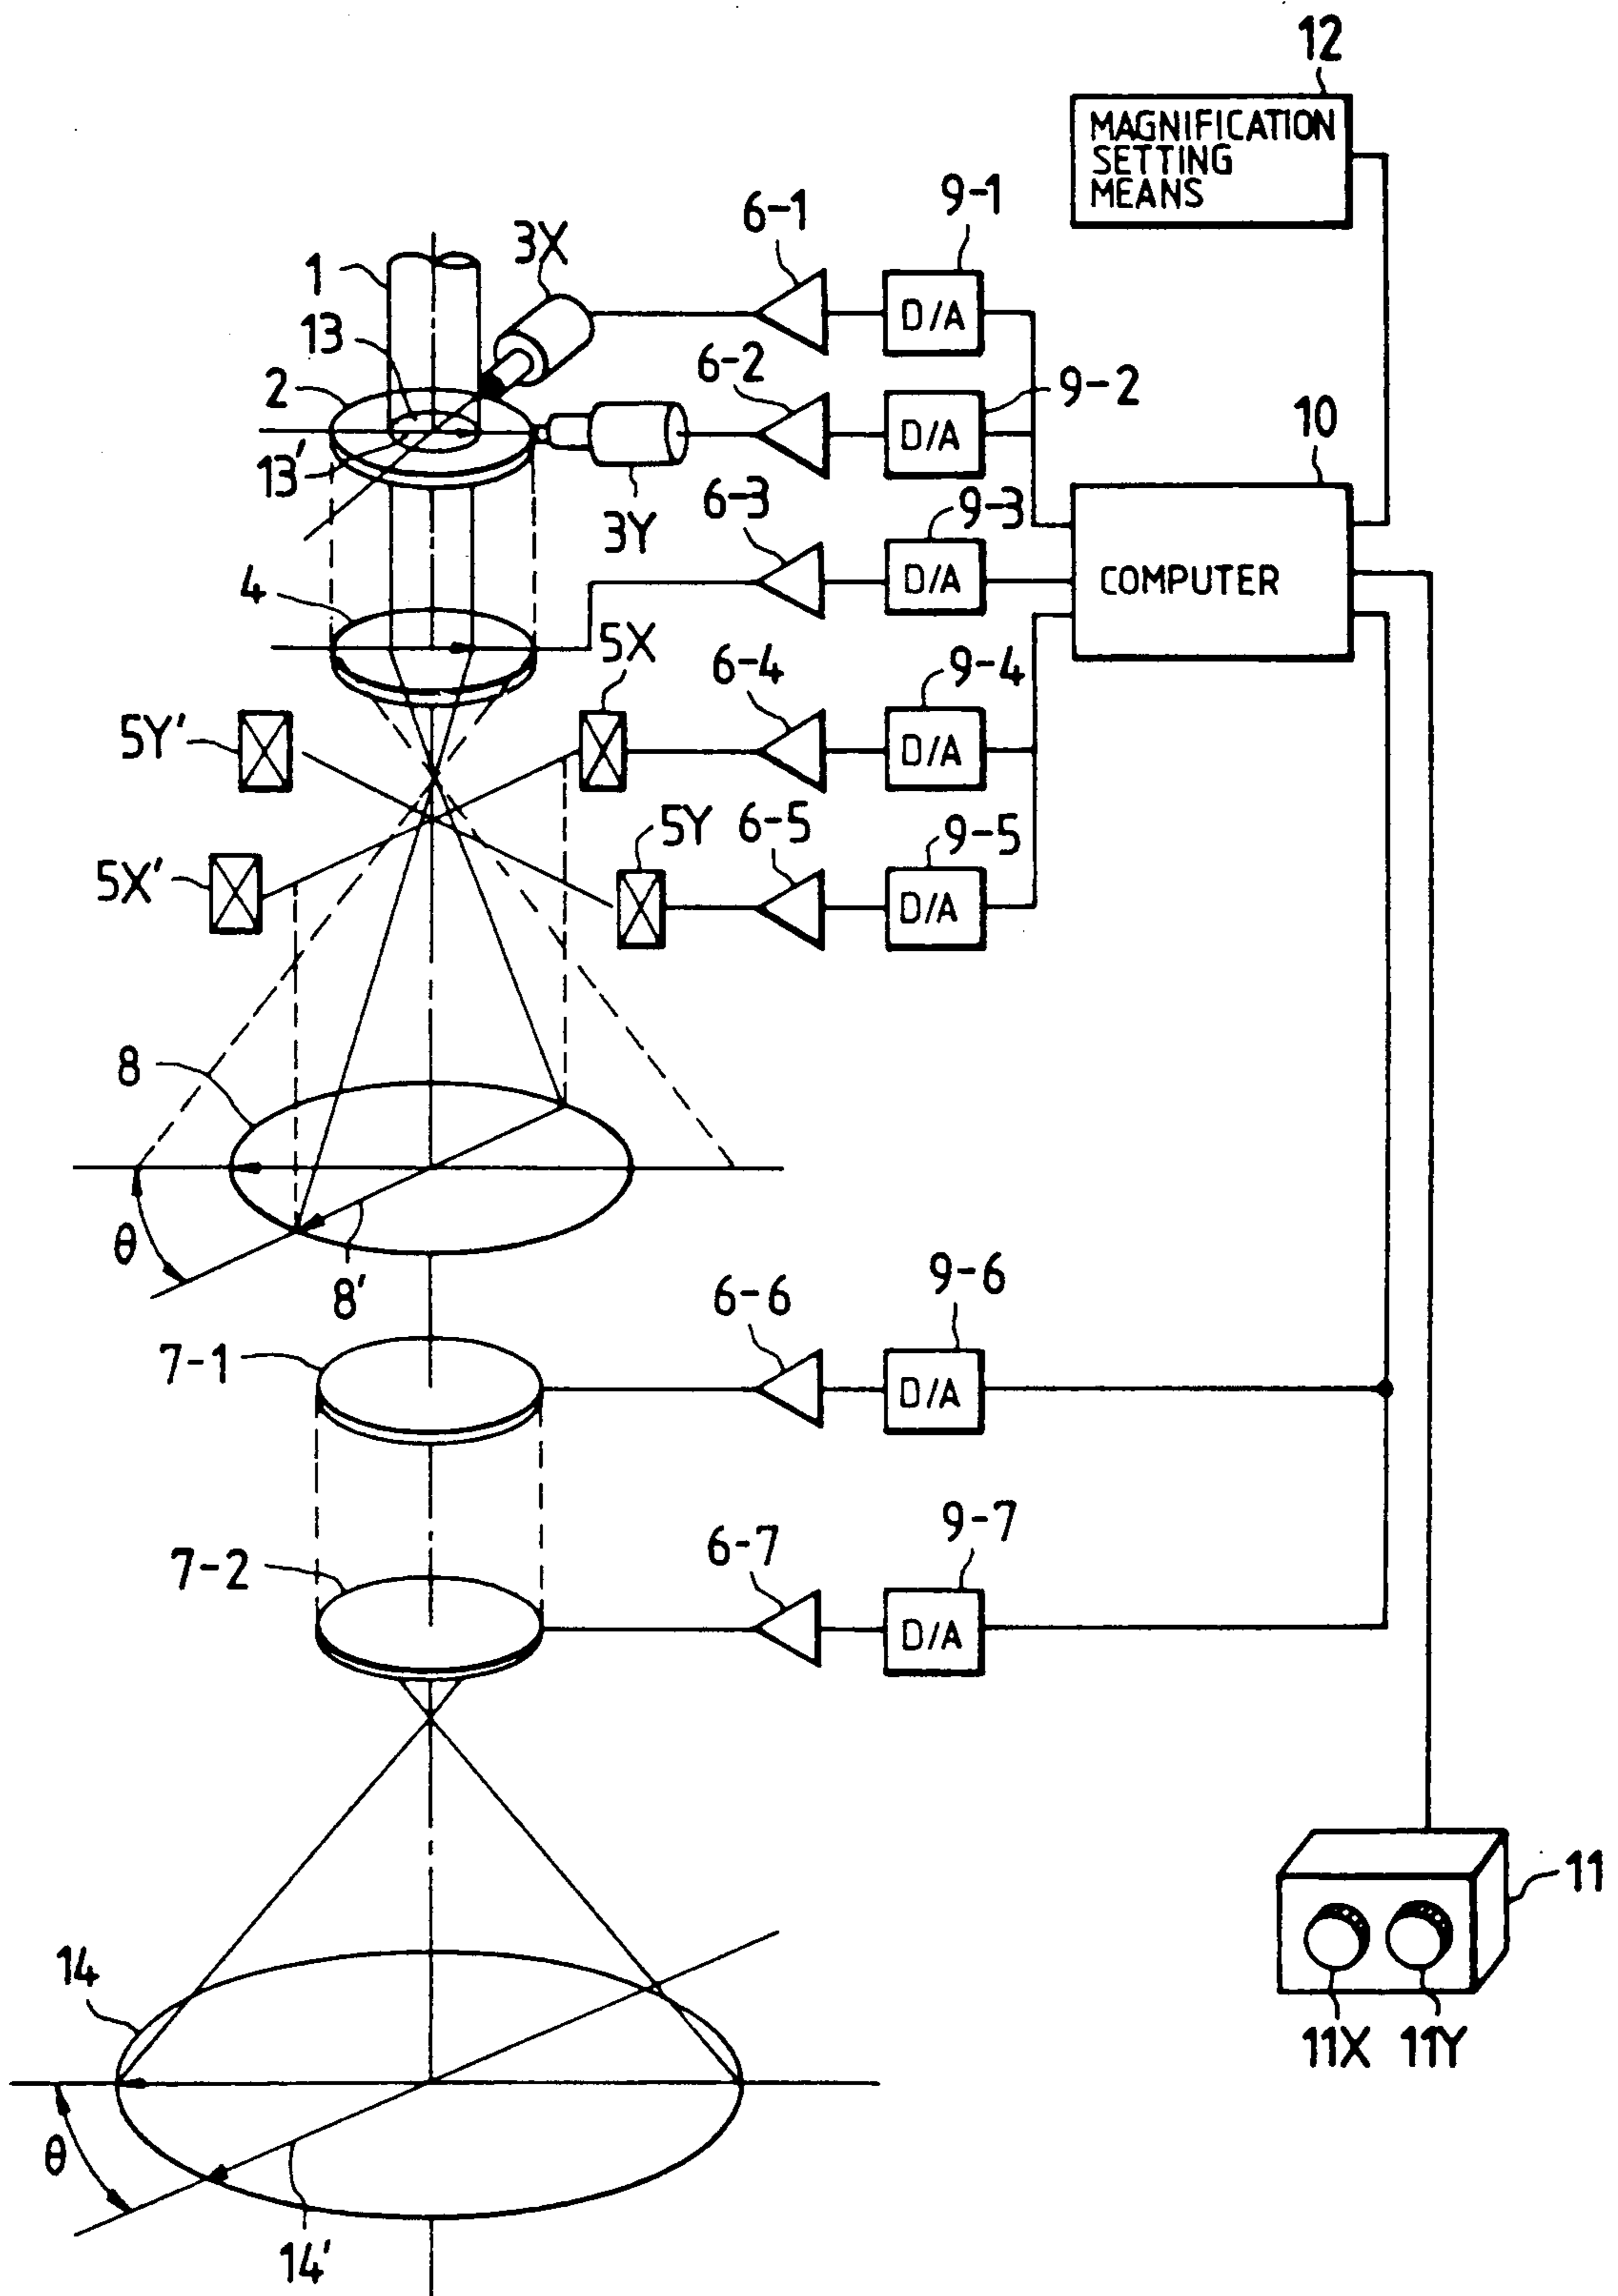 12
MAGNIFICATION
SETTING
MEANS
9-1
6-1
3X
1
D/A
13
6-2
9-2
2
D/A
10
13'
6-3
9-3
3Y
D/A
COMPUTER
4
5X
6-4
9-4
5Y'
D/A
5Y
6-5
9-5
5X'
D/A
8
θ
8'
9-6
6-6
7-1
D/A
9-7
6-7
7-2
D/A
11
14
11X
11Y
θ
14'